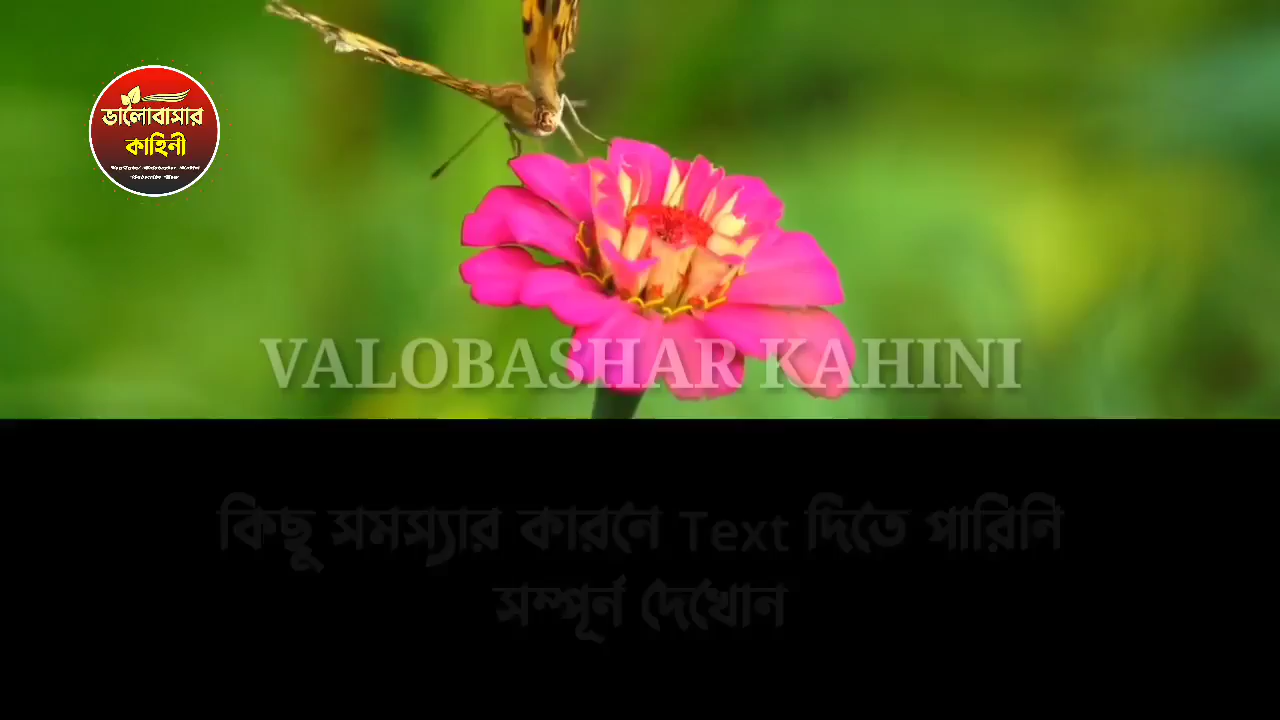 ভালোবাসার
কাহিনী
VALOBASHAR KAHINI
কিছু সমস্যার কারনে Text দিতে পারিনি
সম্পূর্ন দেখোন